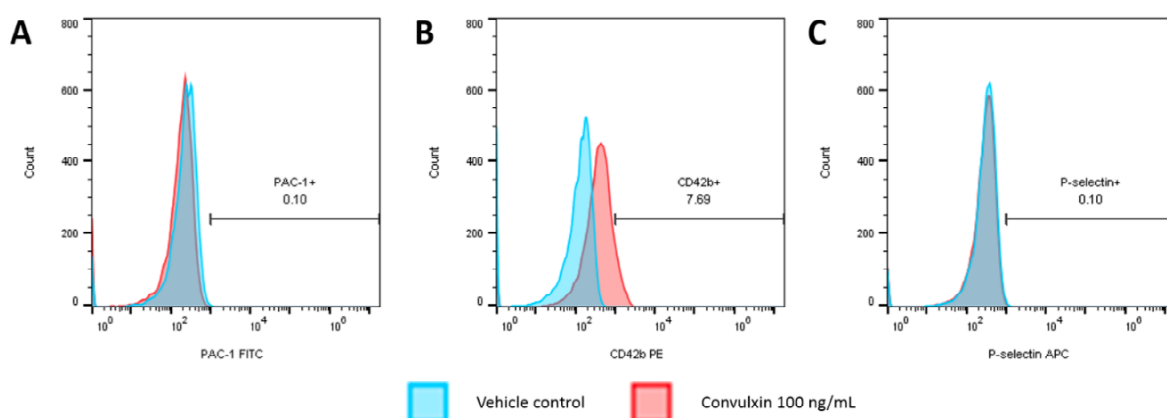 A
800
600
400
200
0
Count
PAC-1+
0.10
10^0 10^2 10^4 10^6
PAC-1 FITC
B
800
600
400
200
0
Count
CD42b+
7.69
10^0 10^2 10^4 10^6
CD42b PE
C
800
600
400
200
0
Count
P-selectin+
0.10
10^0 10^2 10^4 10^6
P-selectin APC
Vehicle control
Convulxin 100 ng/mL